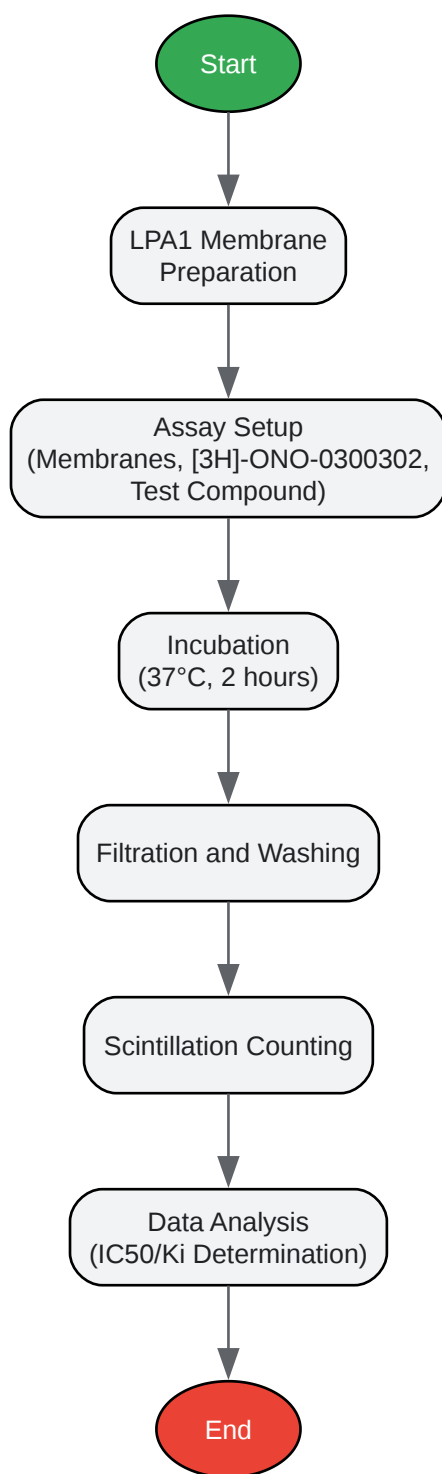 Start
LPA1 Membrane
Preparation
Assay Setup
(Membranes, [3H]-ONO-0300302,
Test Compound)
Incubation
(37°C, 2 hours)
Filtration and Washing
Scintillation Counting
Data Analysis
(IC50/Ki Determination)
End